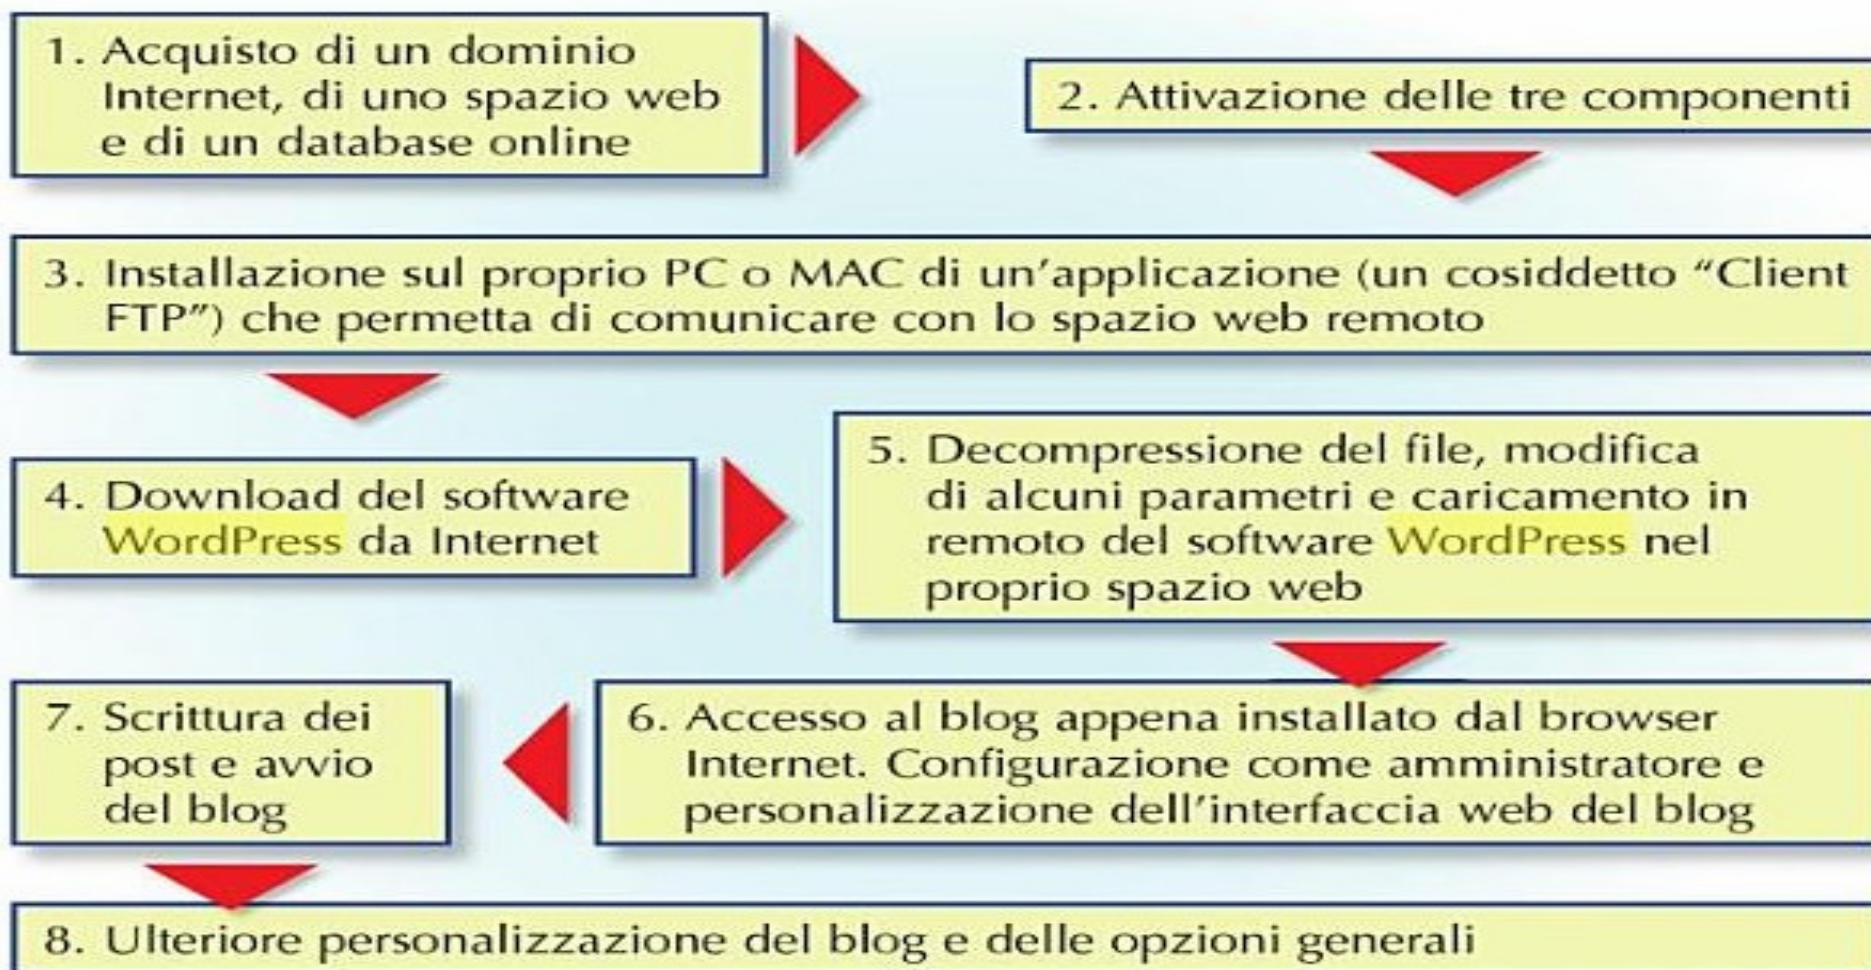 1. Acquisto di un dominio
Internet, di uno spazio web
e di un database online
2. Attivazione delle tre componenti
3. Installazione sul proprio PC o MAC di un'applicazione (un cosiddetto “Client
FTP”) che permetta di comunicare con lo spazio web remoto
4. Download del software
WordPress da Internet
5. Decompressione del file, modifica
di alcuni parametri e caricamento in
remoto del software WordPress nel
proprio spazio web
6. Accesso al blog appena installato dal browser
Internet. Configurazione come amministratore e
personalizzazione dell'interfaccia web del blog
7. Scrittura dei
post e avvio
del blog
8. Ulteriore personalizzazione del blog e delle opzioni generali